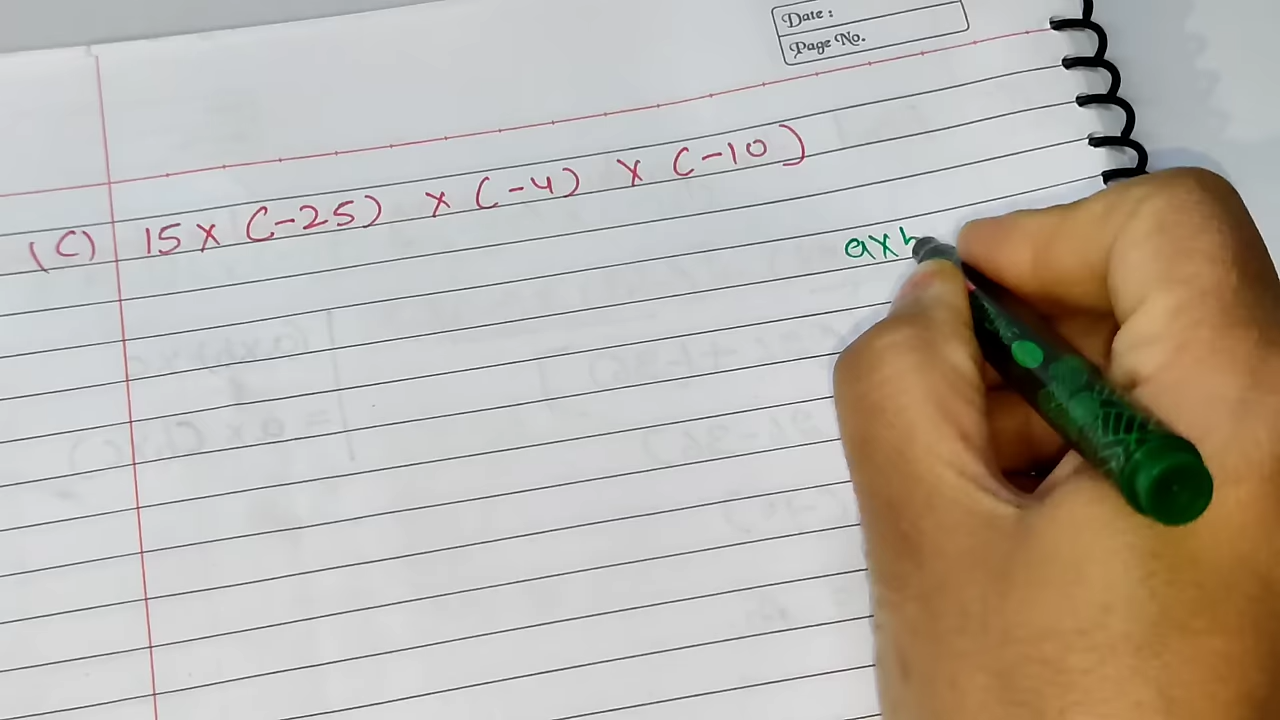 Date :
Page No.
(C) 15 x (-25) x (-4) x (-10)
axb